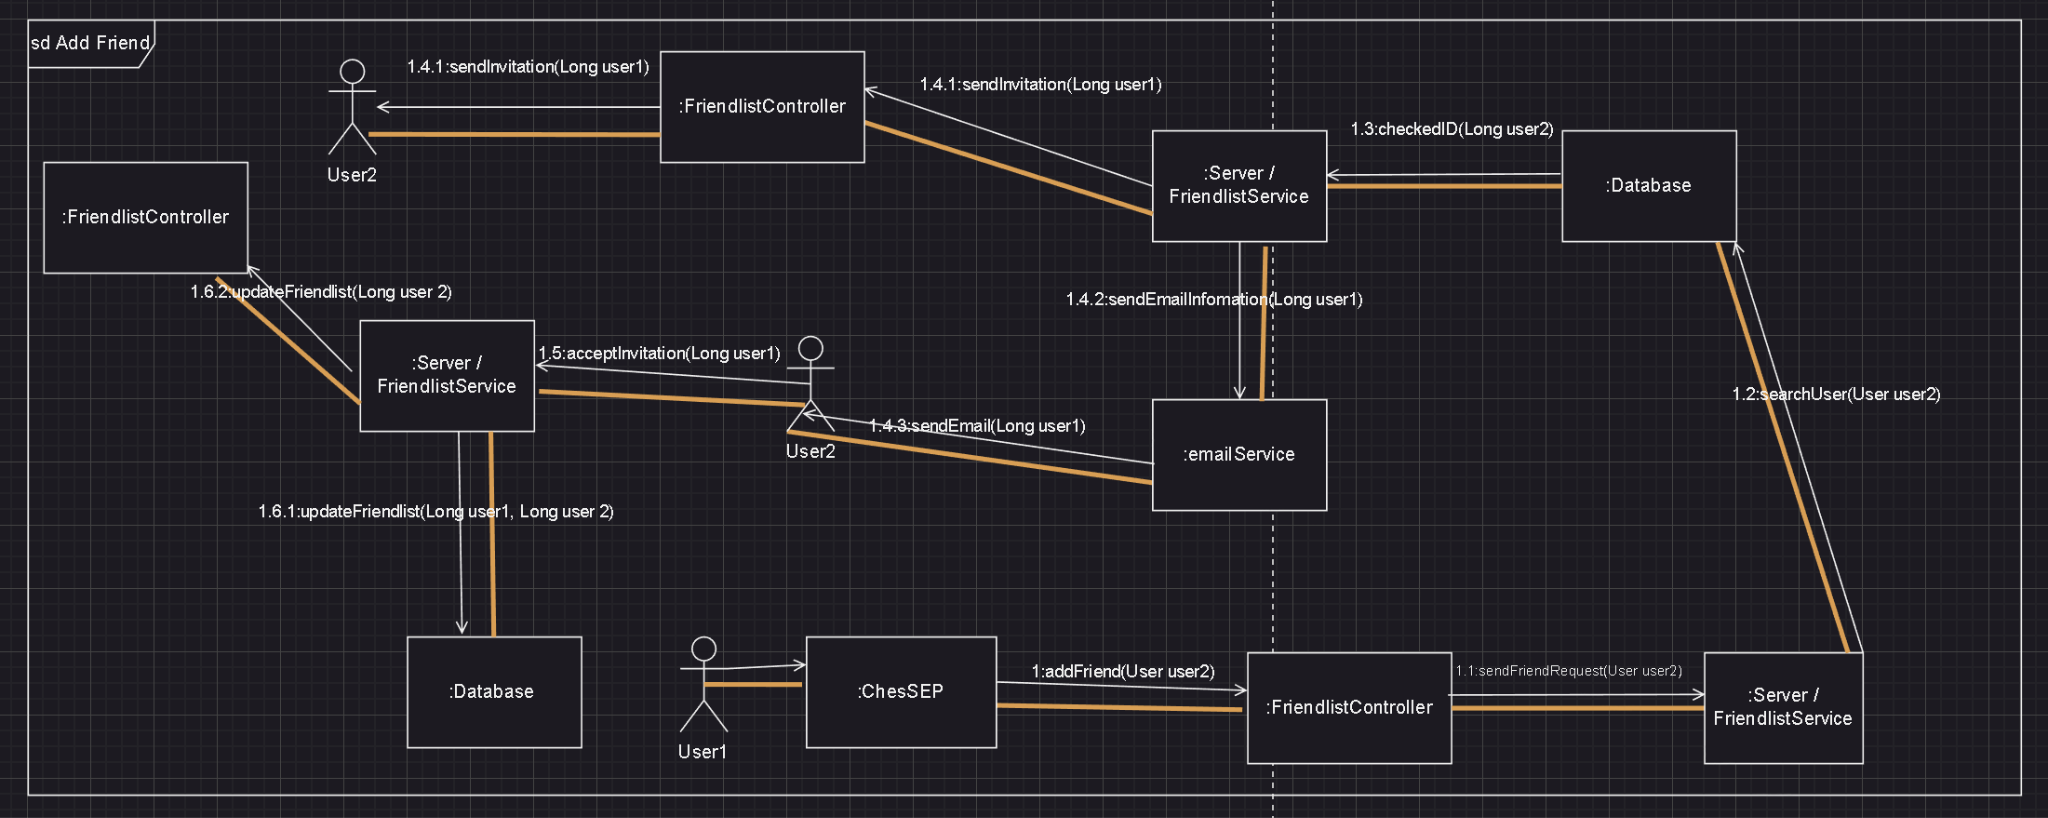 sd Add Friend
1.4.1:sendInvitation(Long user1)
:FriendlistController
1.4.1:sendInvitation(Long user1)
User2
:Server /
FriendlistService
1.3:checkedID(Long user2)
:Database
:FriendlistController
1.6.2:updateFriendlist(Long user 2)
1.4.2:sendEmailInfomation(Long user1)
:Server /
FriendlistService
1.5:acceptInvitation(Long user1)
User2
1.4.3:sendEmail(Long user1)
:emailService
1.2:searchUser(User user2)
1.6.1:updateFriendlist(Long user1, Long user 2)
:Database
User1
:ChesSEP
1:addFriend(User user2)
:FriendlistController
1.1:sendFriendRequest(User user2)
:Server /
FriendlistService